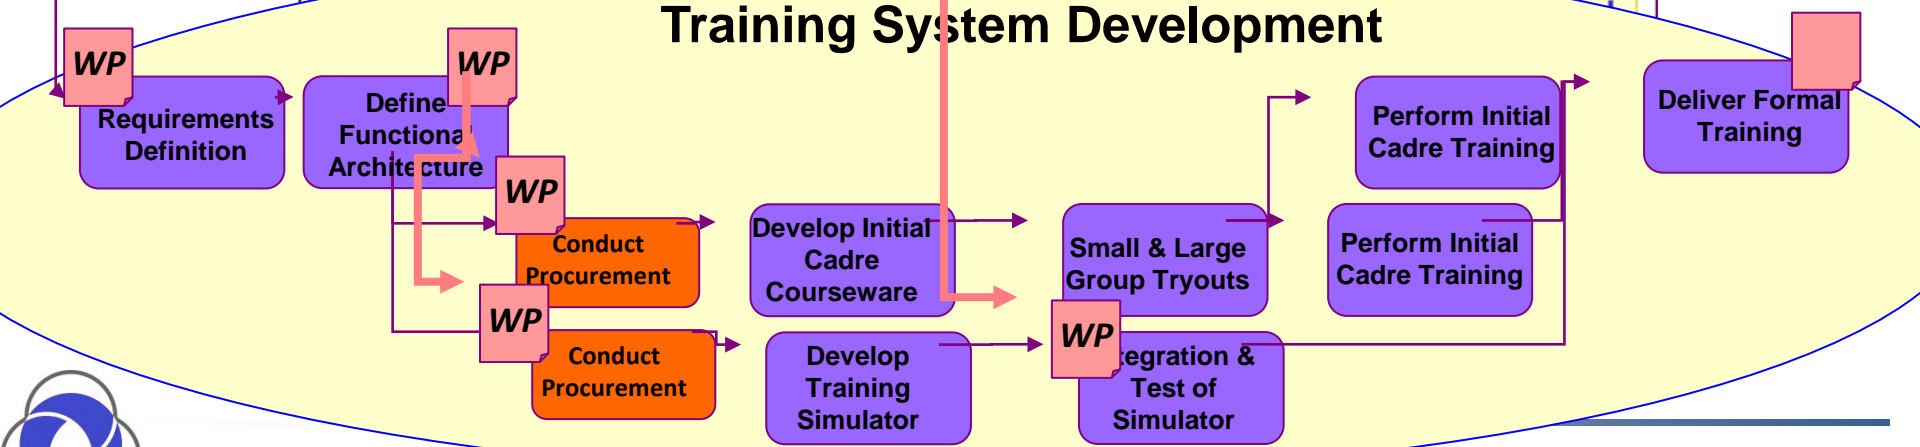 Training System Development
WP
Requirements
Definition
WP
Define
Functional
Architecture
WP
Conduct
Procurement
WP
Conduct
Procurement
Develop Initial
Cadre
Courseware
Develop
Training
Simulator
Small & Large
Group Tryouts
WP
tegration &
Test of
Simulator
Perform Initial
Cadre Training
Perform Initial
Cadre Training
Deliver Formal
Training